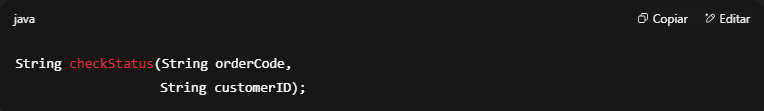 java Copiar Editar
String checkStatus(String orderCode,
String customerID);